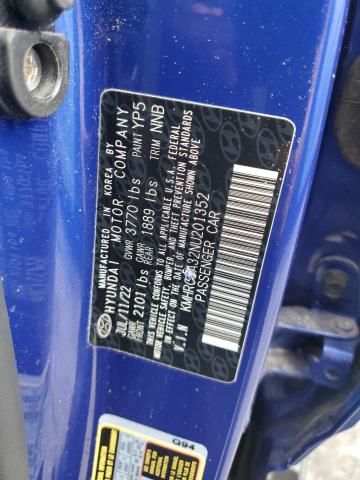 MANUFACTURED IN KOREA BY
HYUNDAI MOTOR COMPANY
JUL/11/22 GVWR 3770 lbs PAINT YP5
GAWR FRONT 2101 lbs GAWR REAR 1889 lbs TRIM NNB
THIS VEHICLE CONFORMS TO ALL APPLICABLE U.S. FEDERAL
MOTOR VEHICLE SAFETY, BUMPER, AND THEFT PREVENTION
STANDARDS IN EFFECT ON THE DATE OF MANUFACTURE SHOWN ABOVE.
V.I.N
PASSENGER CAR
Q94